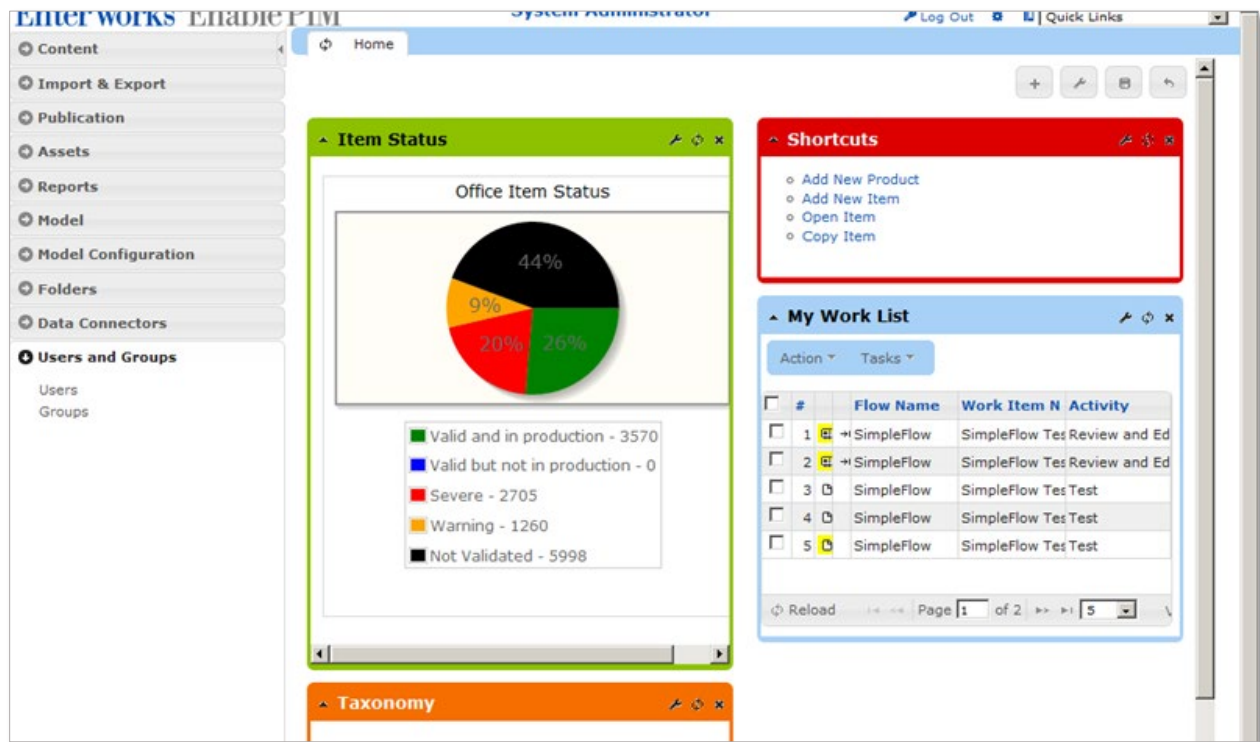 Enterworks Enable PIM
System Administrator
Log Out
Quick Links
Content
Import & Export
Publication
Assets
Reports
Model
Model Configuration
Folders
Data Connectors
Users and Groups
Users
Groups
Home
Item Status
Office Item Status
44%
9%
20%
26%
Valid and in production - 3570
Valid but not in production - 0
Severe - 2705
Warning - 1260
Not Validated - 5998
Taxonomy
Shortcuts
Add New Product
Add New Item
Open Item
Copy Item
My Work List
Action Tasks
# Flow Name Work Item N Activity
1 SimpleFlow SimpleFlow Tes Review and Ed
2 SimpleFlow SimpleFlow Tes Review and Ed
3 SimpleFlow SimpleFlow Tes Test
4 SimpleFlow SimpleFlow Tes Test
5 SimpleFlow SimpleFlow Tes Test
Reload Page 1 of 2 5